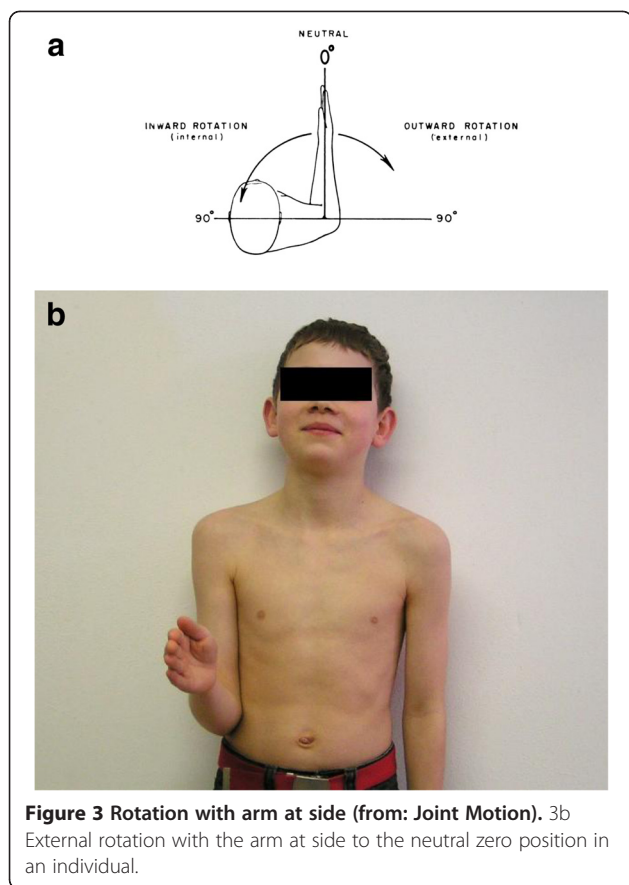 a
NEUTRAL
0°
INWARD ROTATION
(internal)
OUTWARD ROTATION
(external)
90°
90°
b
Figure 3 Rotation with arm at side (from: Joint Motion). 3b
External rotation with the arm at side to the neutral zero position in
an individual.